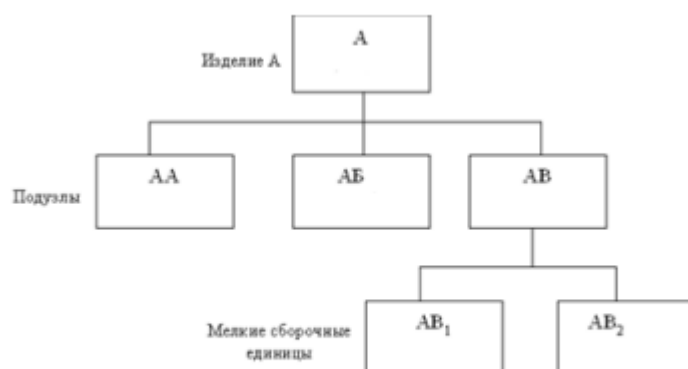 А
Изделие А
АА
АБ
АВ
Подузлы
АВ₁
АВ₂
Мелкие сборочные
единицы